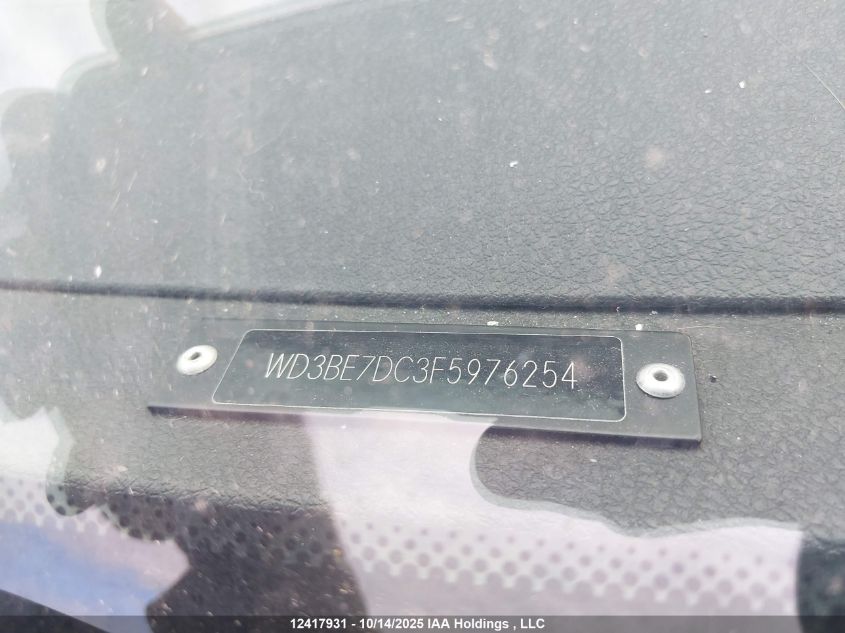 WD3BE7DC3F5976254
12417931 - 10/14/2025 IAA Holdings , LLC